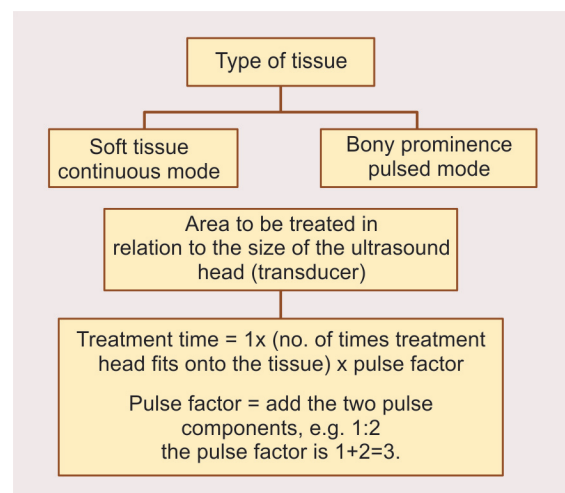 Type of tissue
Soft tissue
continuous mode
Bony prominence
pulsed mode
Area to be treated in
relation to the size of the ultrasound
head (transducer)
Treatment time = 1x (no. of times treatment
head fits onto the tissue) x pulse factor
Pulse factor = add the two pulse
components, e.g. 1:2
the pulse factor is 1+2=3.